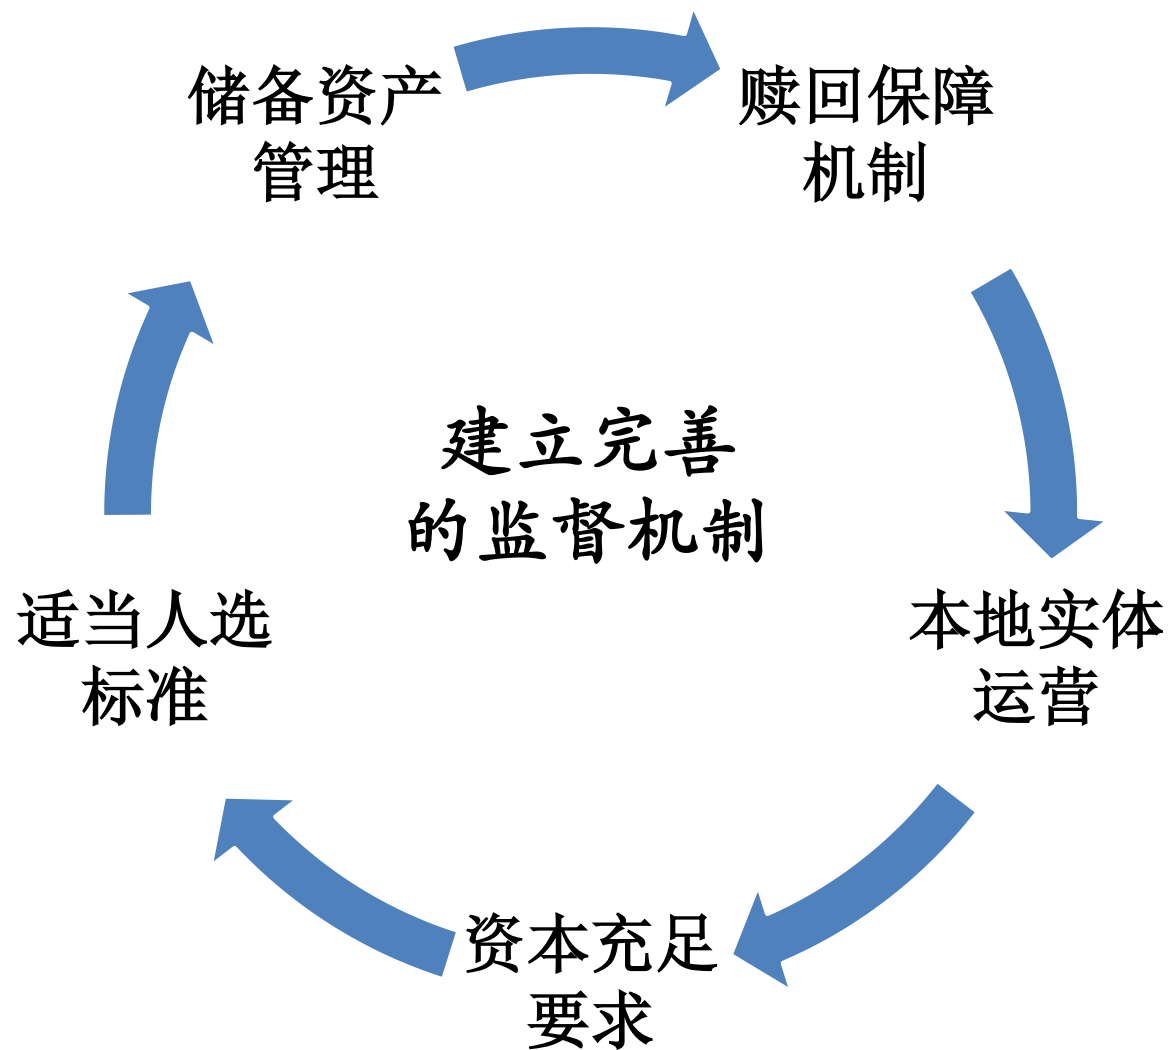 储备资产
管理
赎回保障
机制
本地实体
运营
资本充足
要求
适当人选
标准
建立完善
的监督机制